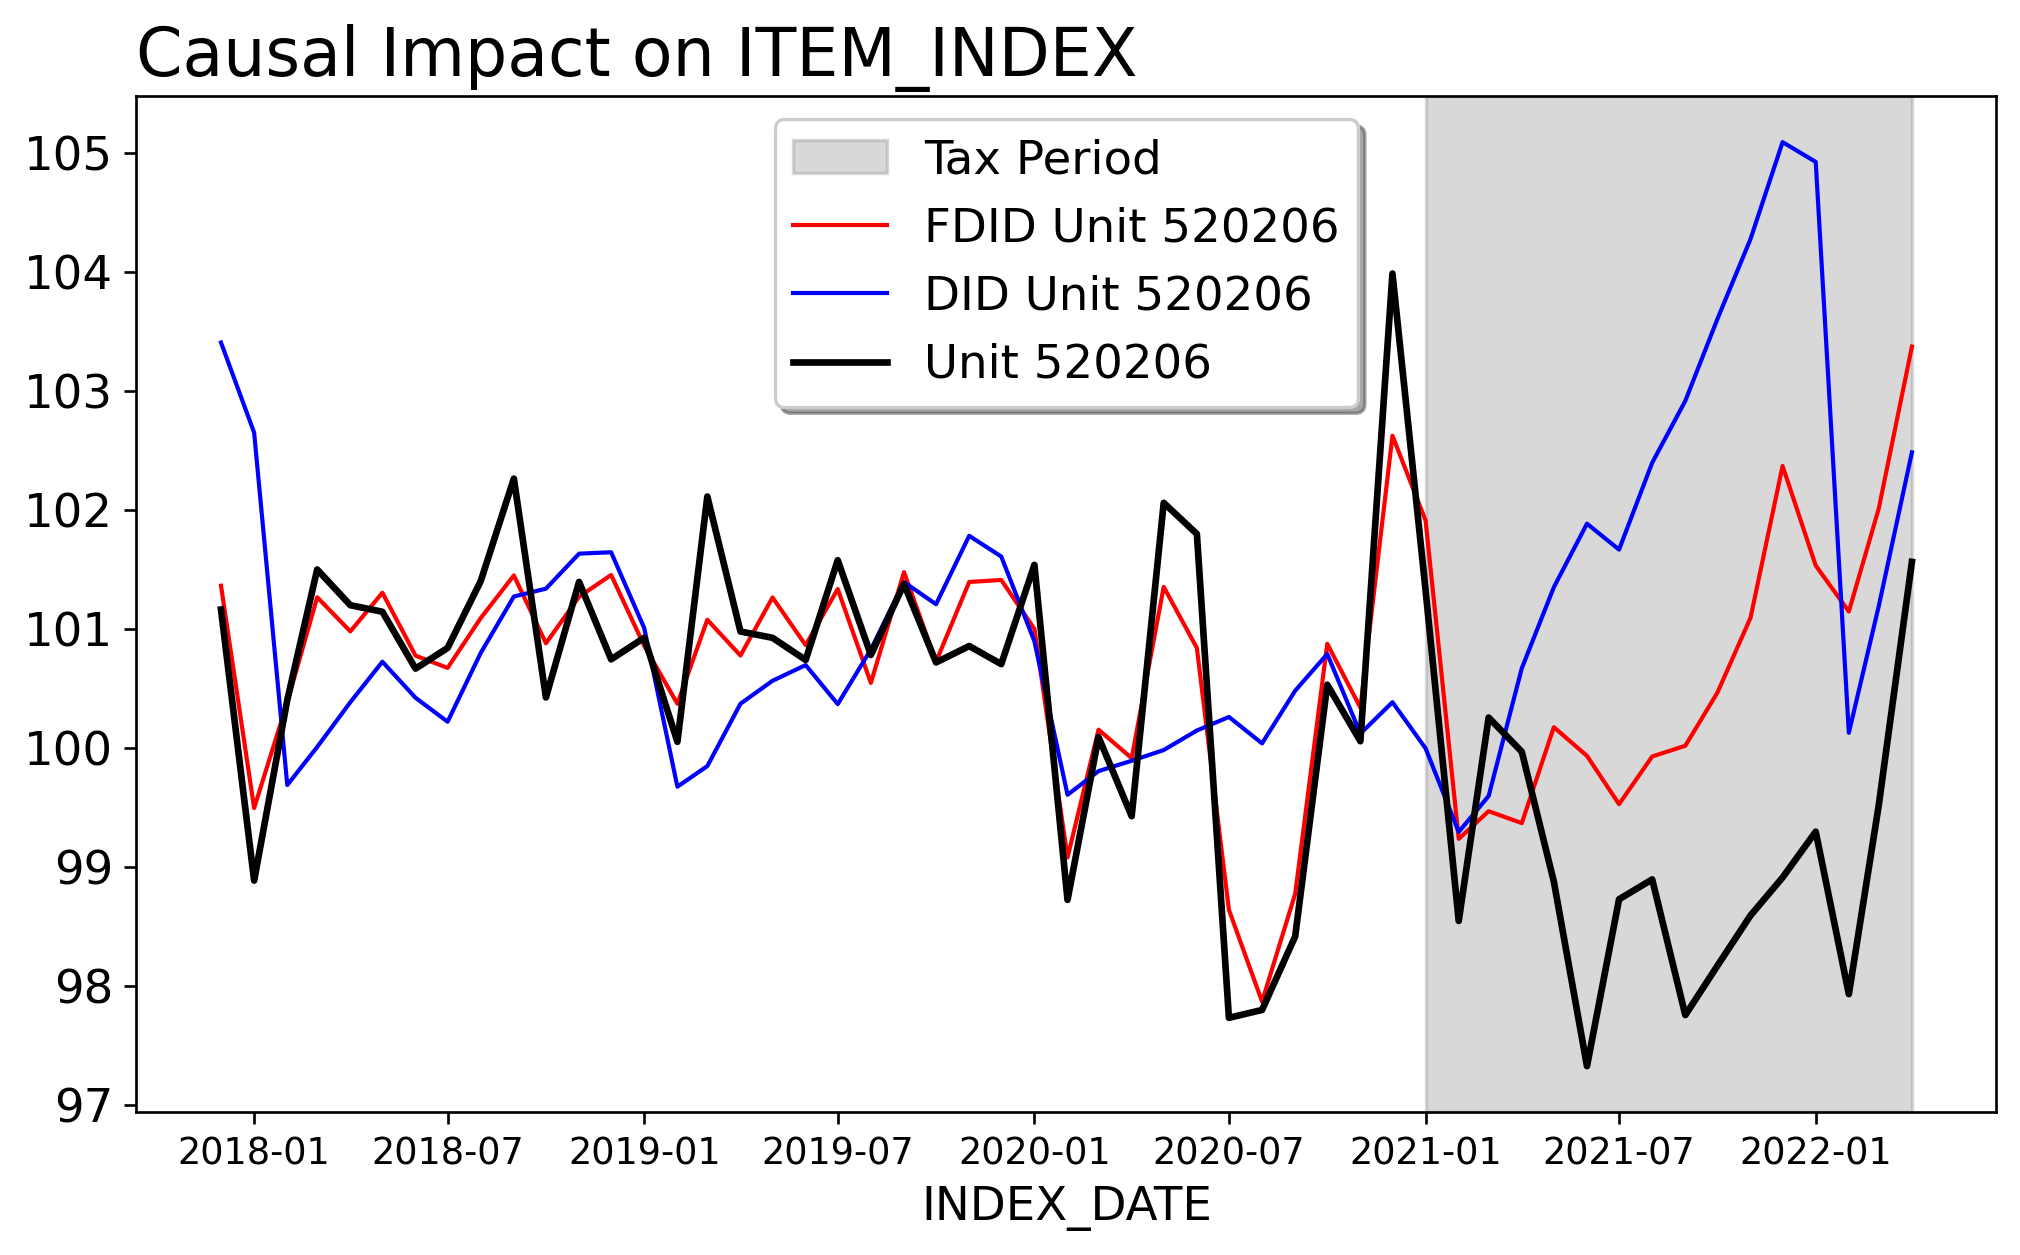 Causal Impact on ITEM_INDEX
105
104
103
102
101
100
99
98
97
Tax Period
FDID Unit 520206
DID Unit 520206
Unit 520206
2018-01 2018-07 2019-01 2019-07 2020-01 2020-07 2021-01 2021-07 2022-01
INDEX_DATE